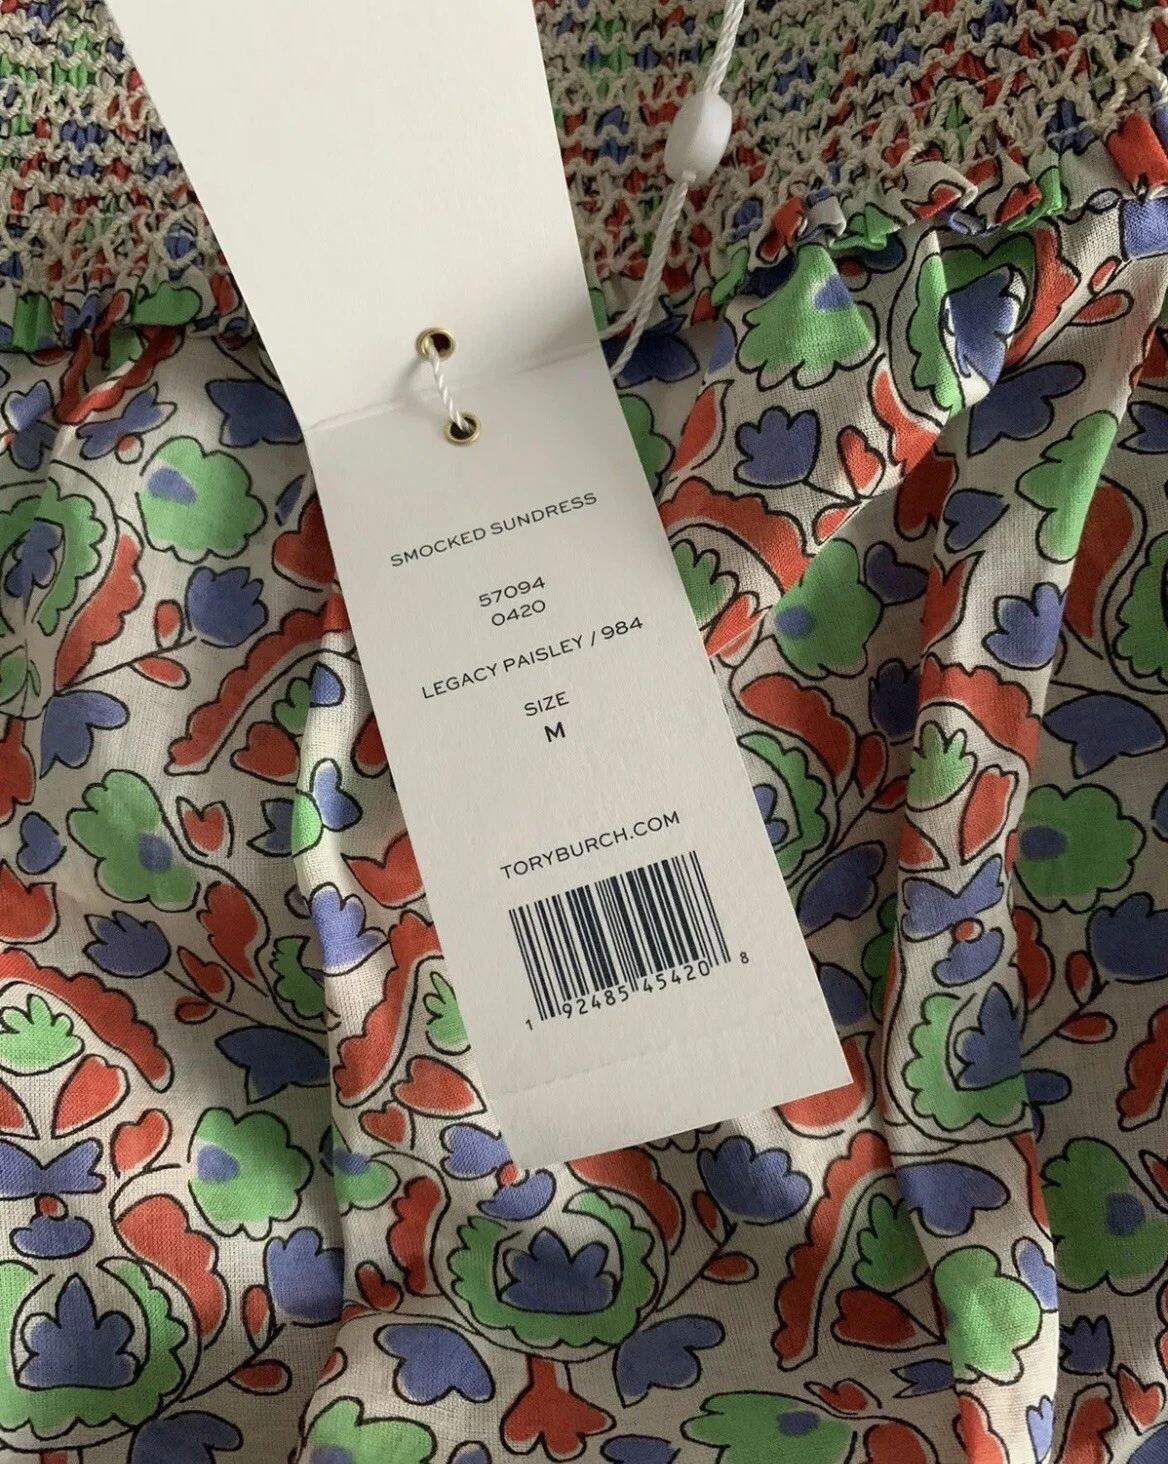 SMOCKED SUNDRESS
57094
0420
LEGACY PAISLEY / 984
SIZE
M
TORYBURCH.COM
1 92485 45420 8